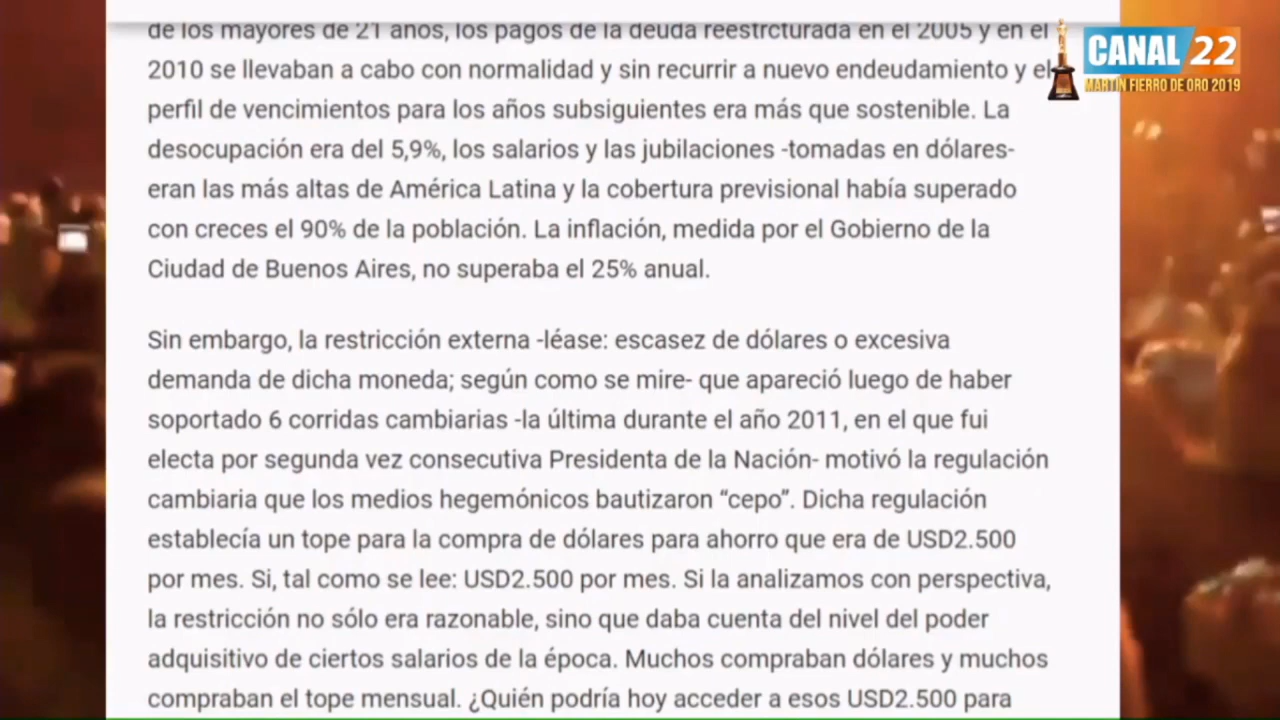 de los mayores de 21 años, los pagos de la deuda reestrcturada en el 2005 y en el
2010 se llevaban a cabo con normalidad y sin recurrir a nuevo endeudamiento y el
perfil de vencimientos para los años subsiguientes era más que sostenible. La
desocupación era del 5,9%, los salarios y las jubilaciones -tomadas en dólares-
eran las más altas de América Latina y la cobertura previsional había superado
con creces el 90% de la población. La inflación, medida por el Gobierno de la
Ciudad de Buenos Aires, no superaba el 25% anual.
Sin embargo, la restricción externa -léase: escasez de dólares o excesiva
demanda de dicha moneda; según como se mire- que apareció luego de haber
soportado 6 corridas cambiarias -la última durante el año 2011, en el que fui
electa por segunda vez consecutiva Presidenta de la Nación- motivó la regulación
cambiaria que los medios hegemónicos bautizaron “cepo”. Dicha regulación
establecía un tope para la compra de dólares para ahorro que era de USD2.500
por mes. Si, tal como se lee: USD2.500 por mes. Si la analizamos con perspectiva,
la restricción no sólo era razonable, sino que daba cuenta del nivel del poder
adquisitivo de ciertos salarios de la época. Muchos compraban dólares y muchos
compraban el tope mensual. ¿Quién podría hoy acceder a esos USD2.500 para
CANAL 22
MARTÍN FIERRO DE ORO 2019